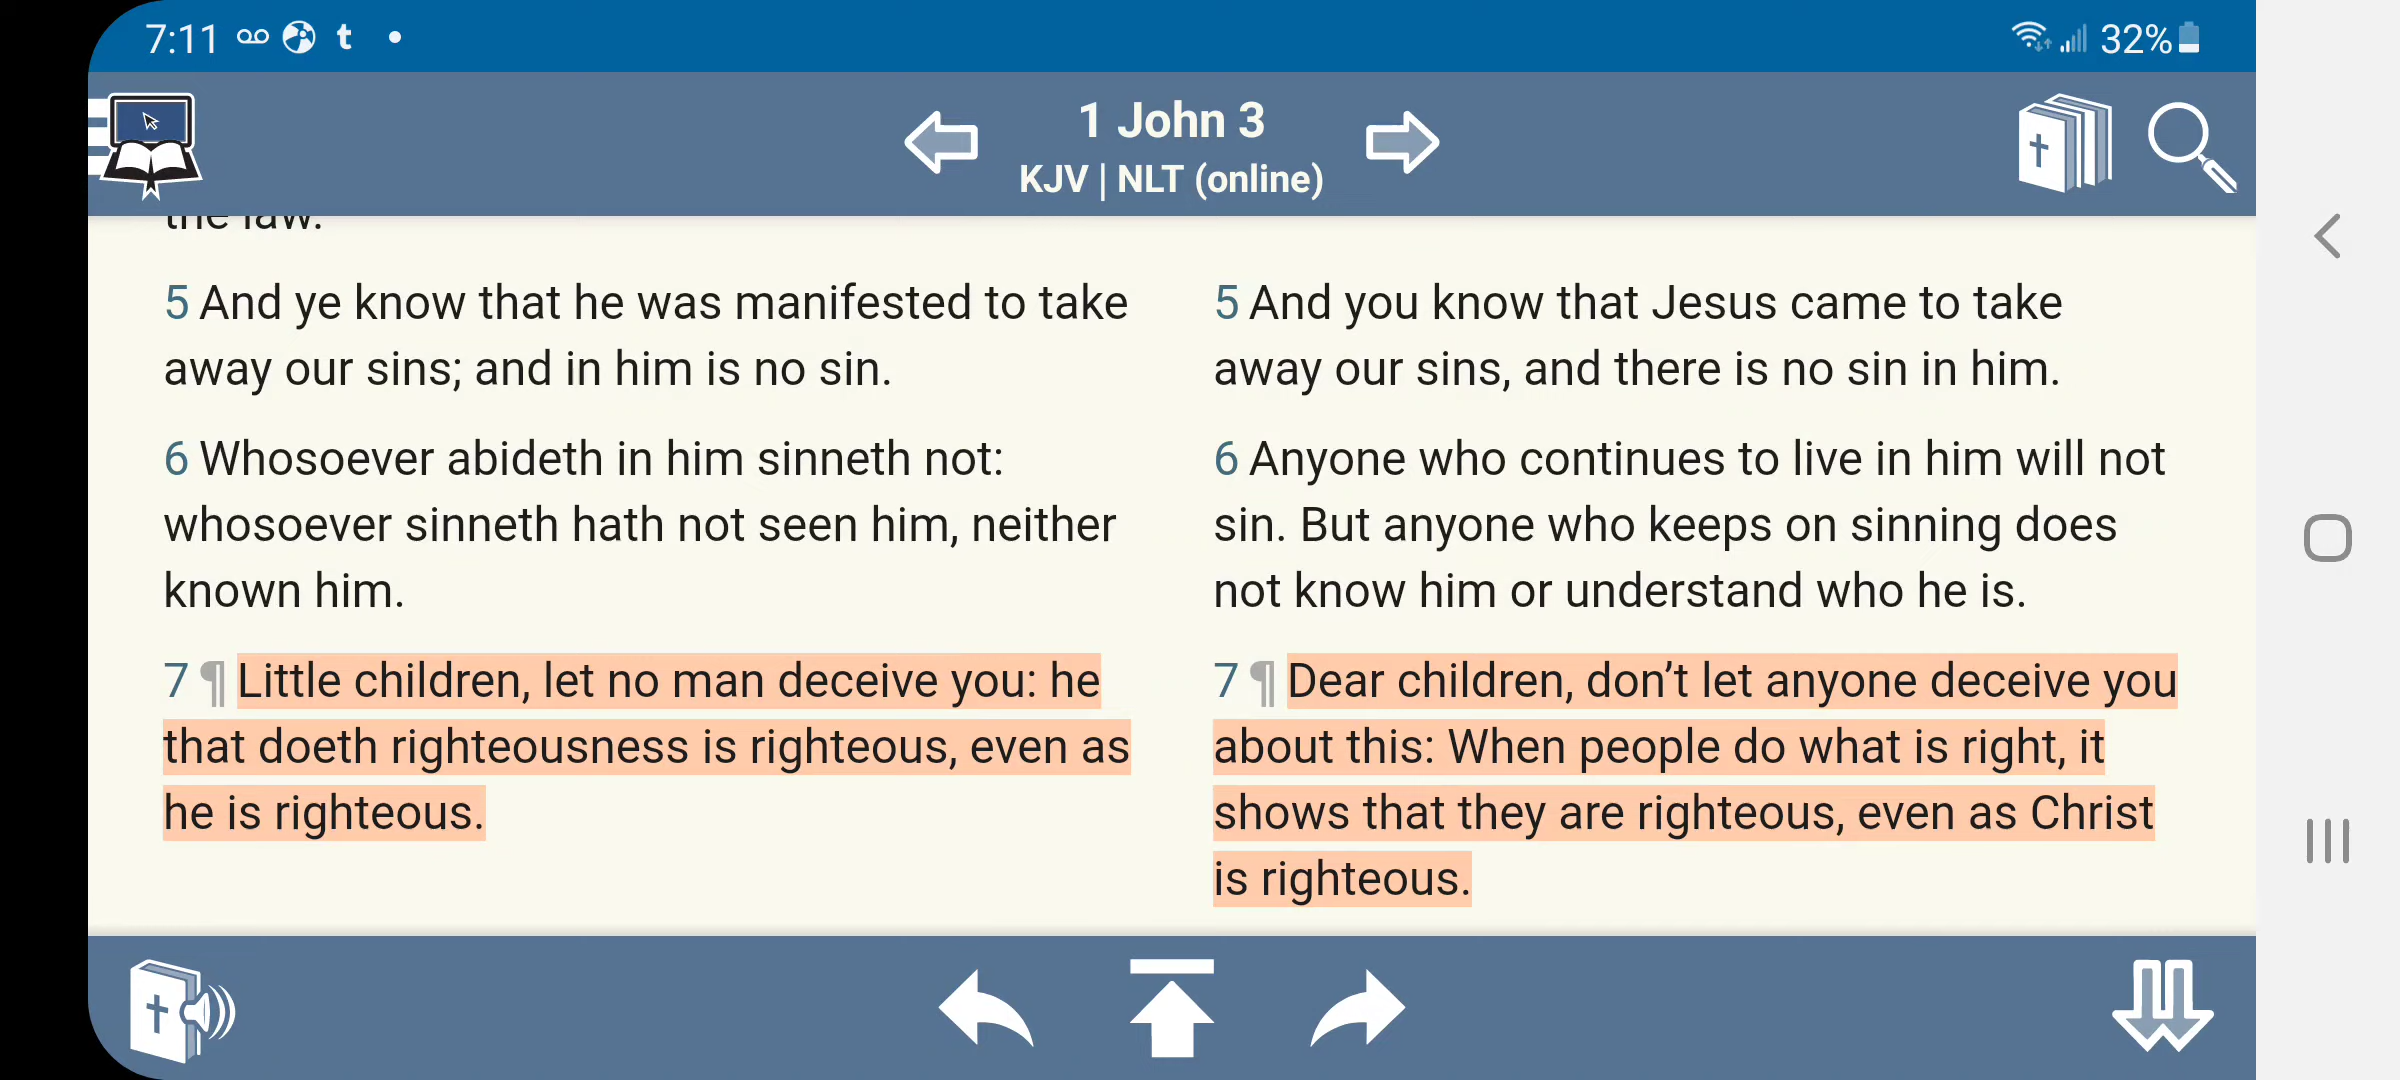 7:11 t 32%
1 John 3
KJV | NLT (online)
the law.
5 And ye know that he was manifested to take
away our sins; and in him is no sin.
6 Whosoever abideth in him sinneth not:
whosoever sinneth hath not seen him, neither
known him.
7 ¶ Little children, let no man deceive you: he
that doeth righteousness is righteous, even as
he is righteous.
5 And you know that Jesus came to take
away our sins, and there is no sin in him.
6 Anyone who continues to live in him will not
sin. But anyone who keeps on sinning does
not know him or understand who he is.
7 ¶ Dear children, don’t let anyone deceive you
about this: When people do what is right, it
shows that they are righteous, even as Christ
is righteous.